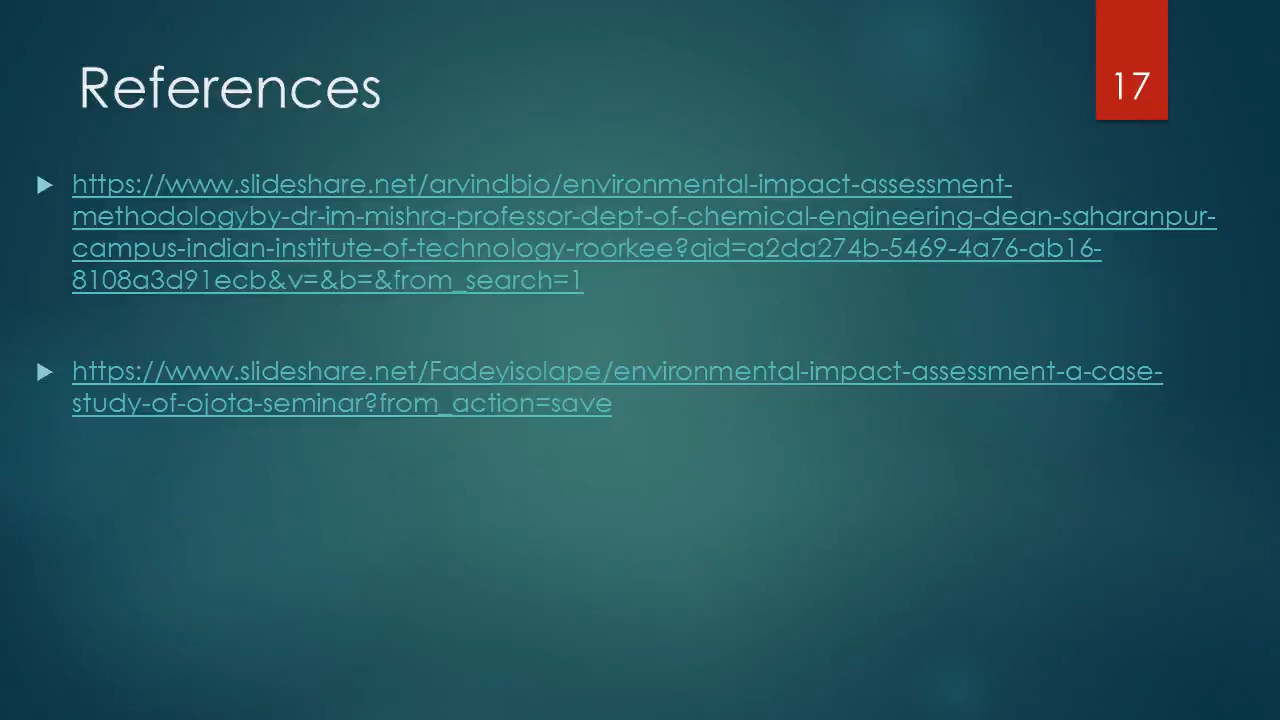 References
17
https://www.slideshare.net/arvindbjo/environmental-impact-assessment-
methodologyby-dr-im-mishra-professor-dept-of-chemical-engineering-dean-saharanpur-
campus-indian-institute-of-technology-roorkee?qid=a2da274b-5469-4a76-ab16-
8108a3d91ecb&v=&b=&from_search=1
https://www.slideshare.net/Fadeyisolape/environmental-impact-assessment-a-case-
study-of-ojota-seminar?from_action=save